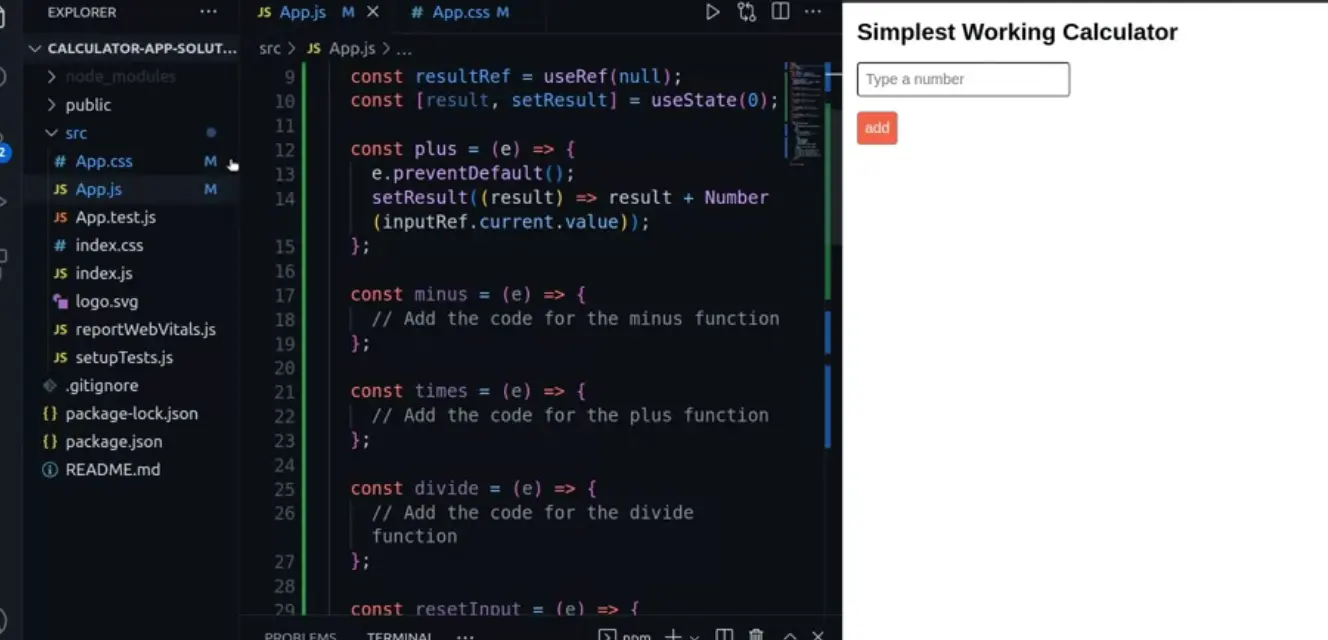 EXPLORER ...
CALCULATOR-APP-SOLUT...
node_modules
public
src
# App.css M
JS App.js M
JS App.test.js
# index.css
JS index.js
logo.svg
JS reportWebVitals.js
JS setupTests.js
.gitignore
{} package-lock.json
{} package.json
README.md
2
JS App.js M
# App.css M
src > JS App.js > ...
9 const resultRef = useRef(null);
10 const [result, setResult] = useState(0);
11
12 const plus = (e) => {
13 e.preventDefault();
14 setResult((result) => result + Number
(inputRef.current.value));
15 };
16
17 const minus = (e) => {
18 // Add the code for the minus function
19 };
20
21 const times = (e) => {
22 // Add the code for the plus function
23 };
24
25 const divide = (e) => {
26 // Add the code for the divide
function
27 };
28
29 const resetInput = (e) => {
PROBLEMS TERMINAL ... npm
Simplest Working Calculator
Type a number
add